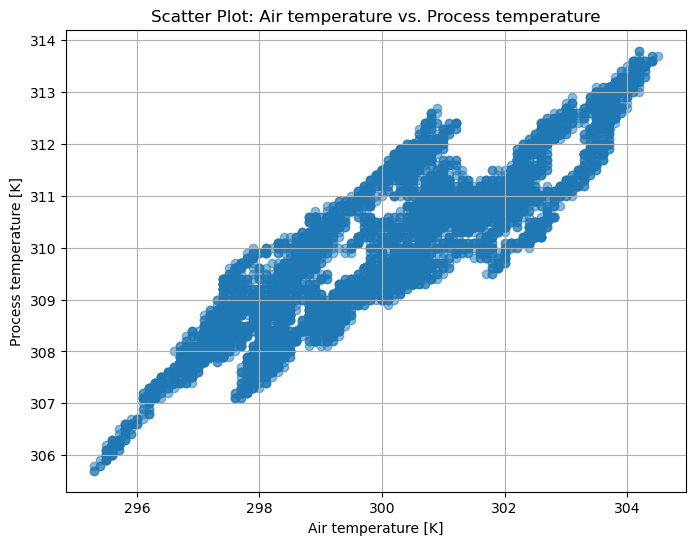 Scatter Plot: Air temperature vs. Process temperature
314
313
312
311
310
309
308
307
306
Process temperature [K]
296 298 300 302 304
Air temperature [K]